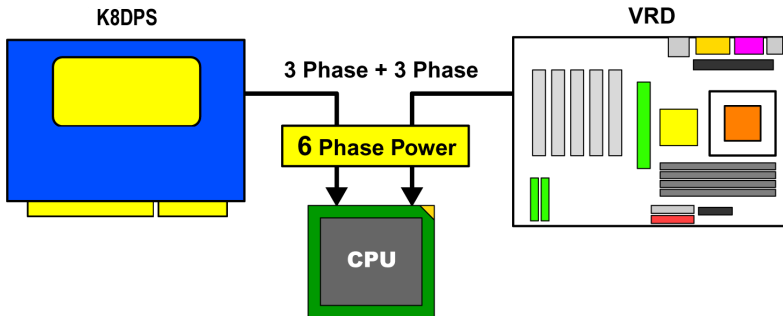 K8DPS
VRD
3 Phase + 3 Phase
6 Phase Power
CPU